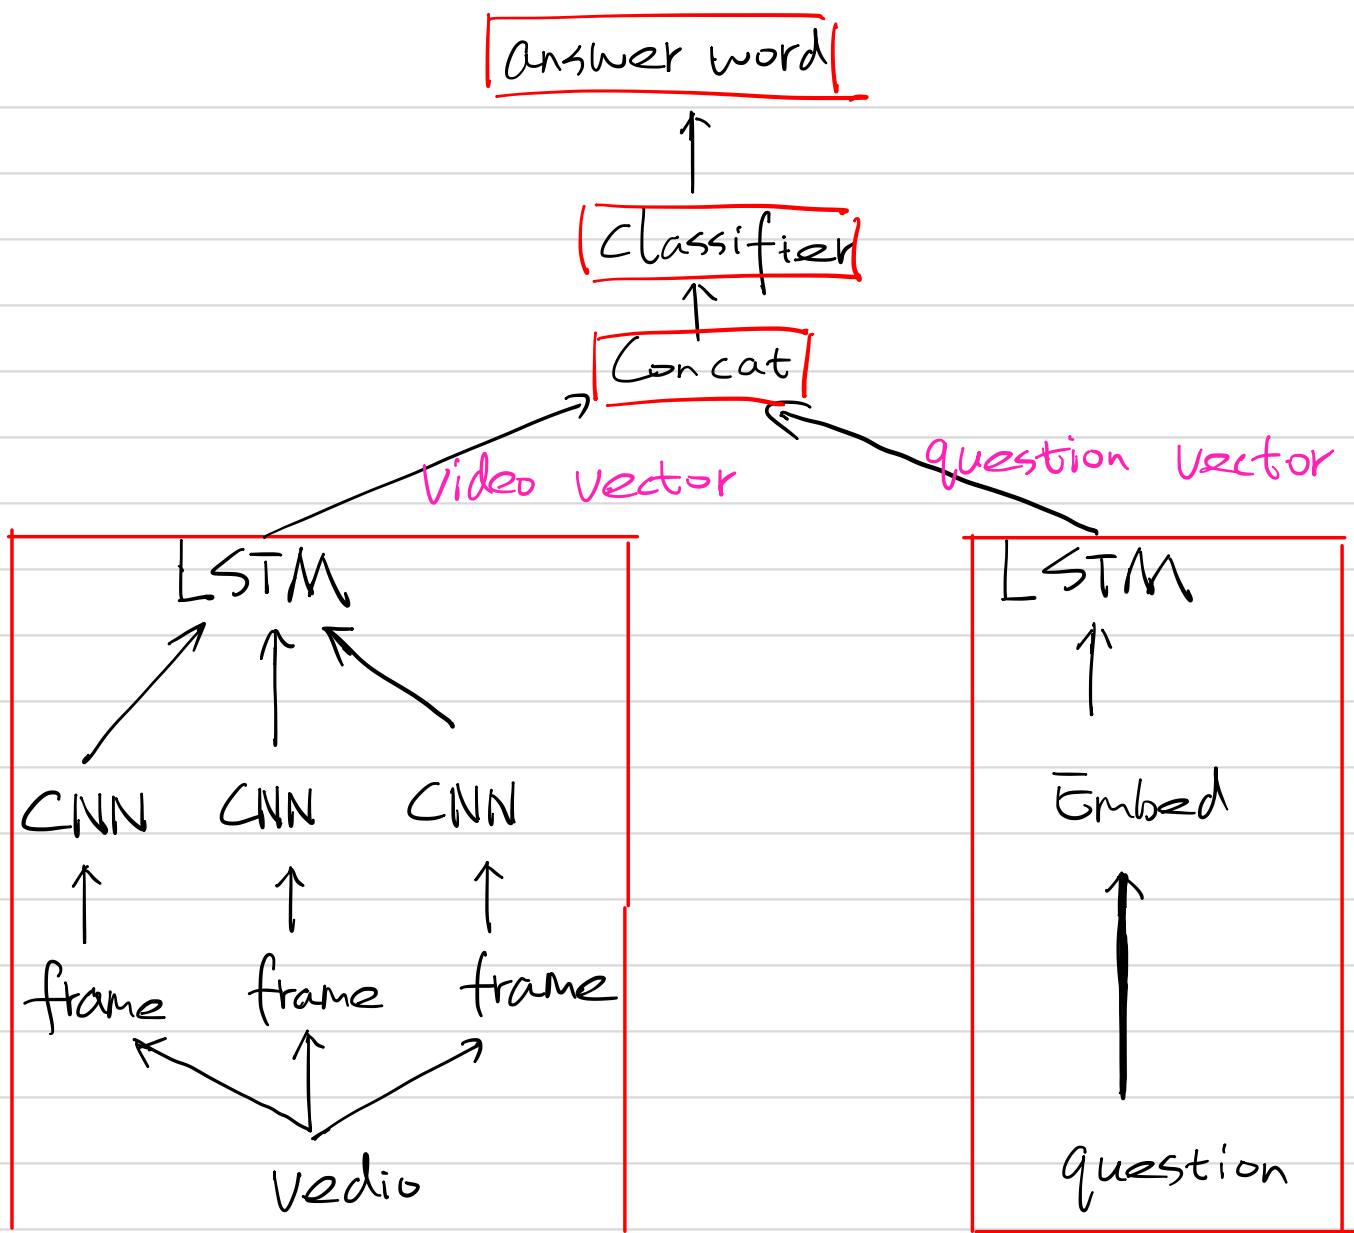 answer word
Classifier
Concat
video vector
question vector
LSTM
LSTM
CNN CNN CNN
Embed
frame frame frame
vedio
question